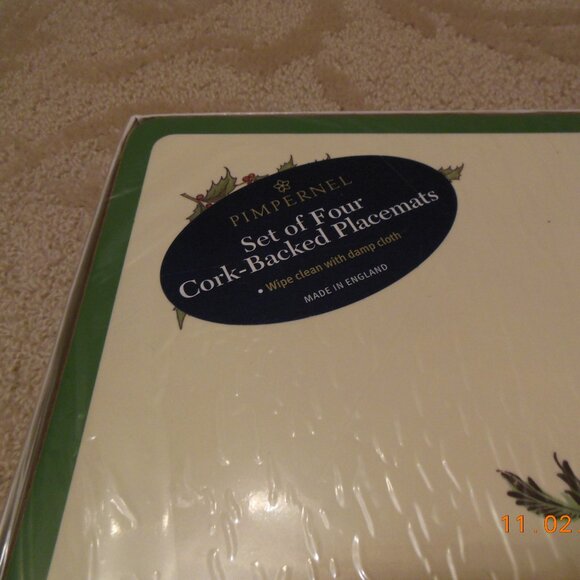 PIMPERNEL
Set of Four
Cork-Backed Placemats
• Wipe clean with damp cloth
MADE IN ENGLAND
11.02